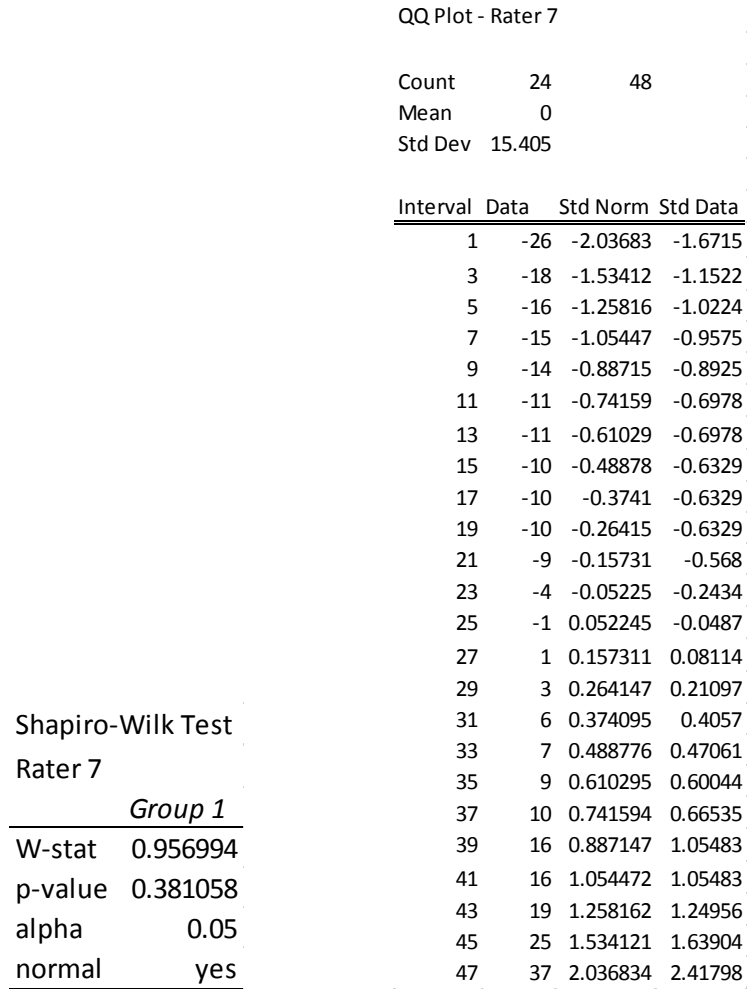 QQ Plot - Rater 7
Count 24 48
Mean 0
Std Dev 15.405
Interval Data Std Norm Std Data
1 -26 -2.03683 -1.6715
3 -18 -1.53412 -1.1522
5 -16 -1.25816 -1.0224
7 -15 -1.05447 -0.9575
9 -14 -0.88715 -0.8925
11 -11 -0.74159 -0.6978
13 -11 -0.61029 -0.6978
15 -10 -0.48878 -0.6329
17 -10 -0.3741 -0.6329
19 -10 -0.26415 -0.6329
21 -9 -0.15731 -0.568
23 -4 -0.05225 -0.2434
25 -1 0.052245 -0.0487
27 1 0.157311 0.08114
29 3 0.264147 0.21097
31 6 0.374095 0.4057
33 7 0.488776 0.47061
35 9 0.610295 0.60044
37 10 0.741594 0.66535
39 16 0.887147 1.05483
41 16 1.054472 1.05483
43 19 1.258162 1.24956
45 25 1.534121 1.63904
47 37 2.036834 2.41798
Shapiro-Wilk Test
Rater 7
Group 1
W-stat 0.956994
p-value 0.381058
alpha 0.05
normal yes